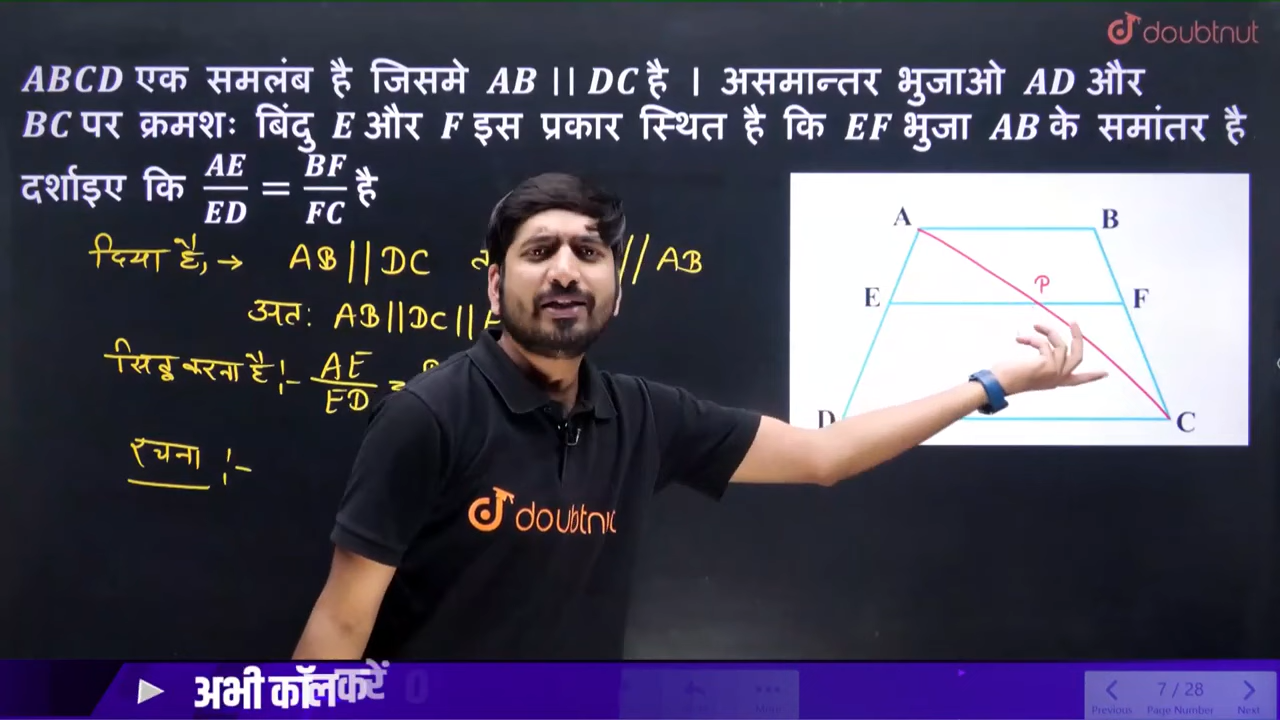 doubtnut
ABCD एक समलंब है जिसमे AB || DC है । असमान्तर भुजाओ AD और
BC पर क्रमशः बिंदु E और F इस प्रकार स्थित है कि EF भुजा AB के समांतर है
दर्शाइए कि AE/ED = BF/FC है
दिया है, → AB || DC // AB
अत: AB || DC ||
सिद्ध करना है :- AE/ED =
रचना :-
A B
P
E F
D C
doubtnut
अभी कॉल करें
7 / 28
Previous Page Number Next